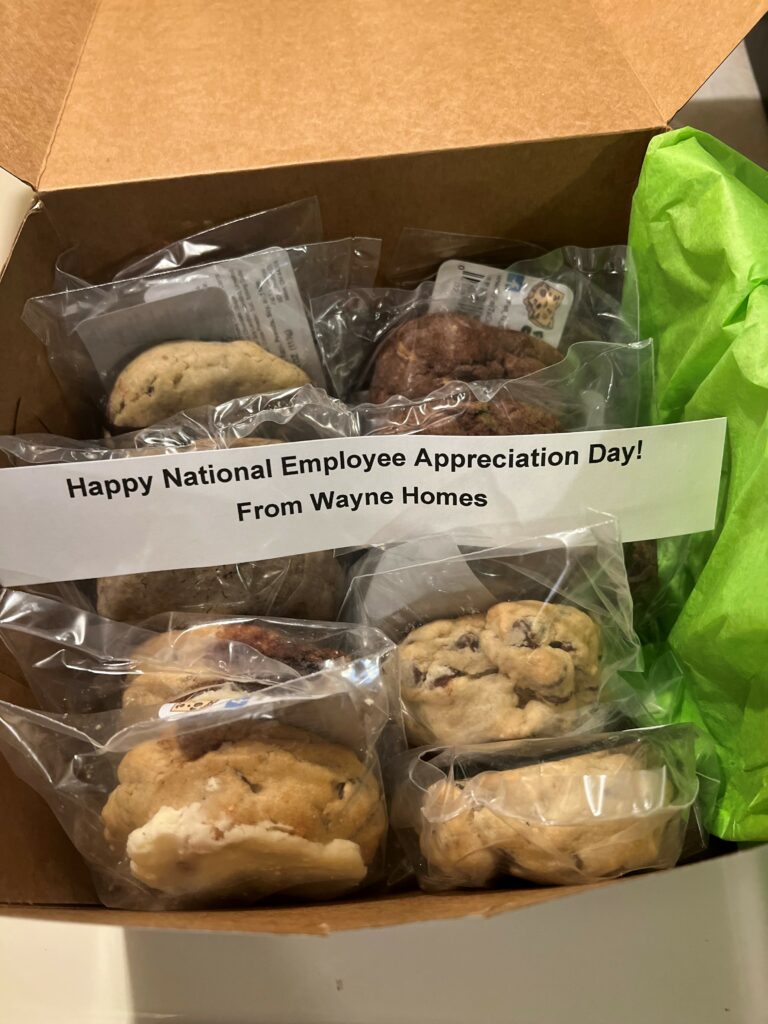 Happy National Employee Appreciation Day!
From Wayne Homes